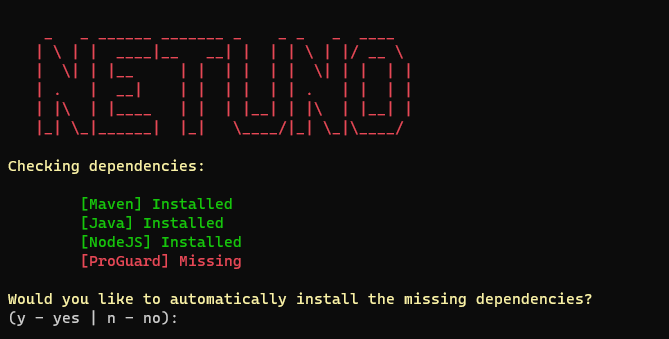 NETUNO
Checking dependencies:
[Maven] Installed
[Java] Installed
[NodeJS] Installed
[ProGuard] Missing
Would you like to automatically install the missing dependencies?
(y - yes | n - no):